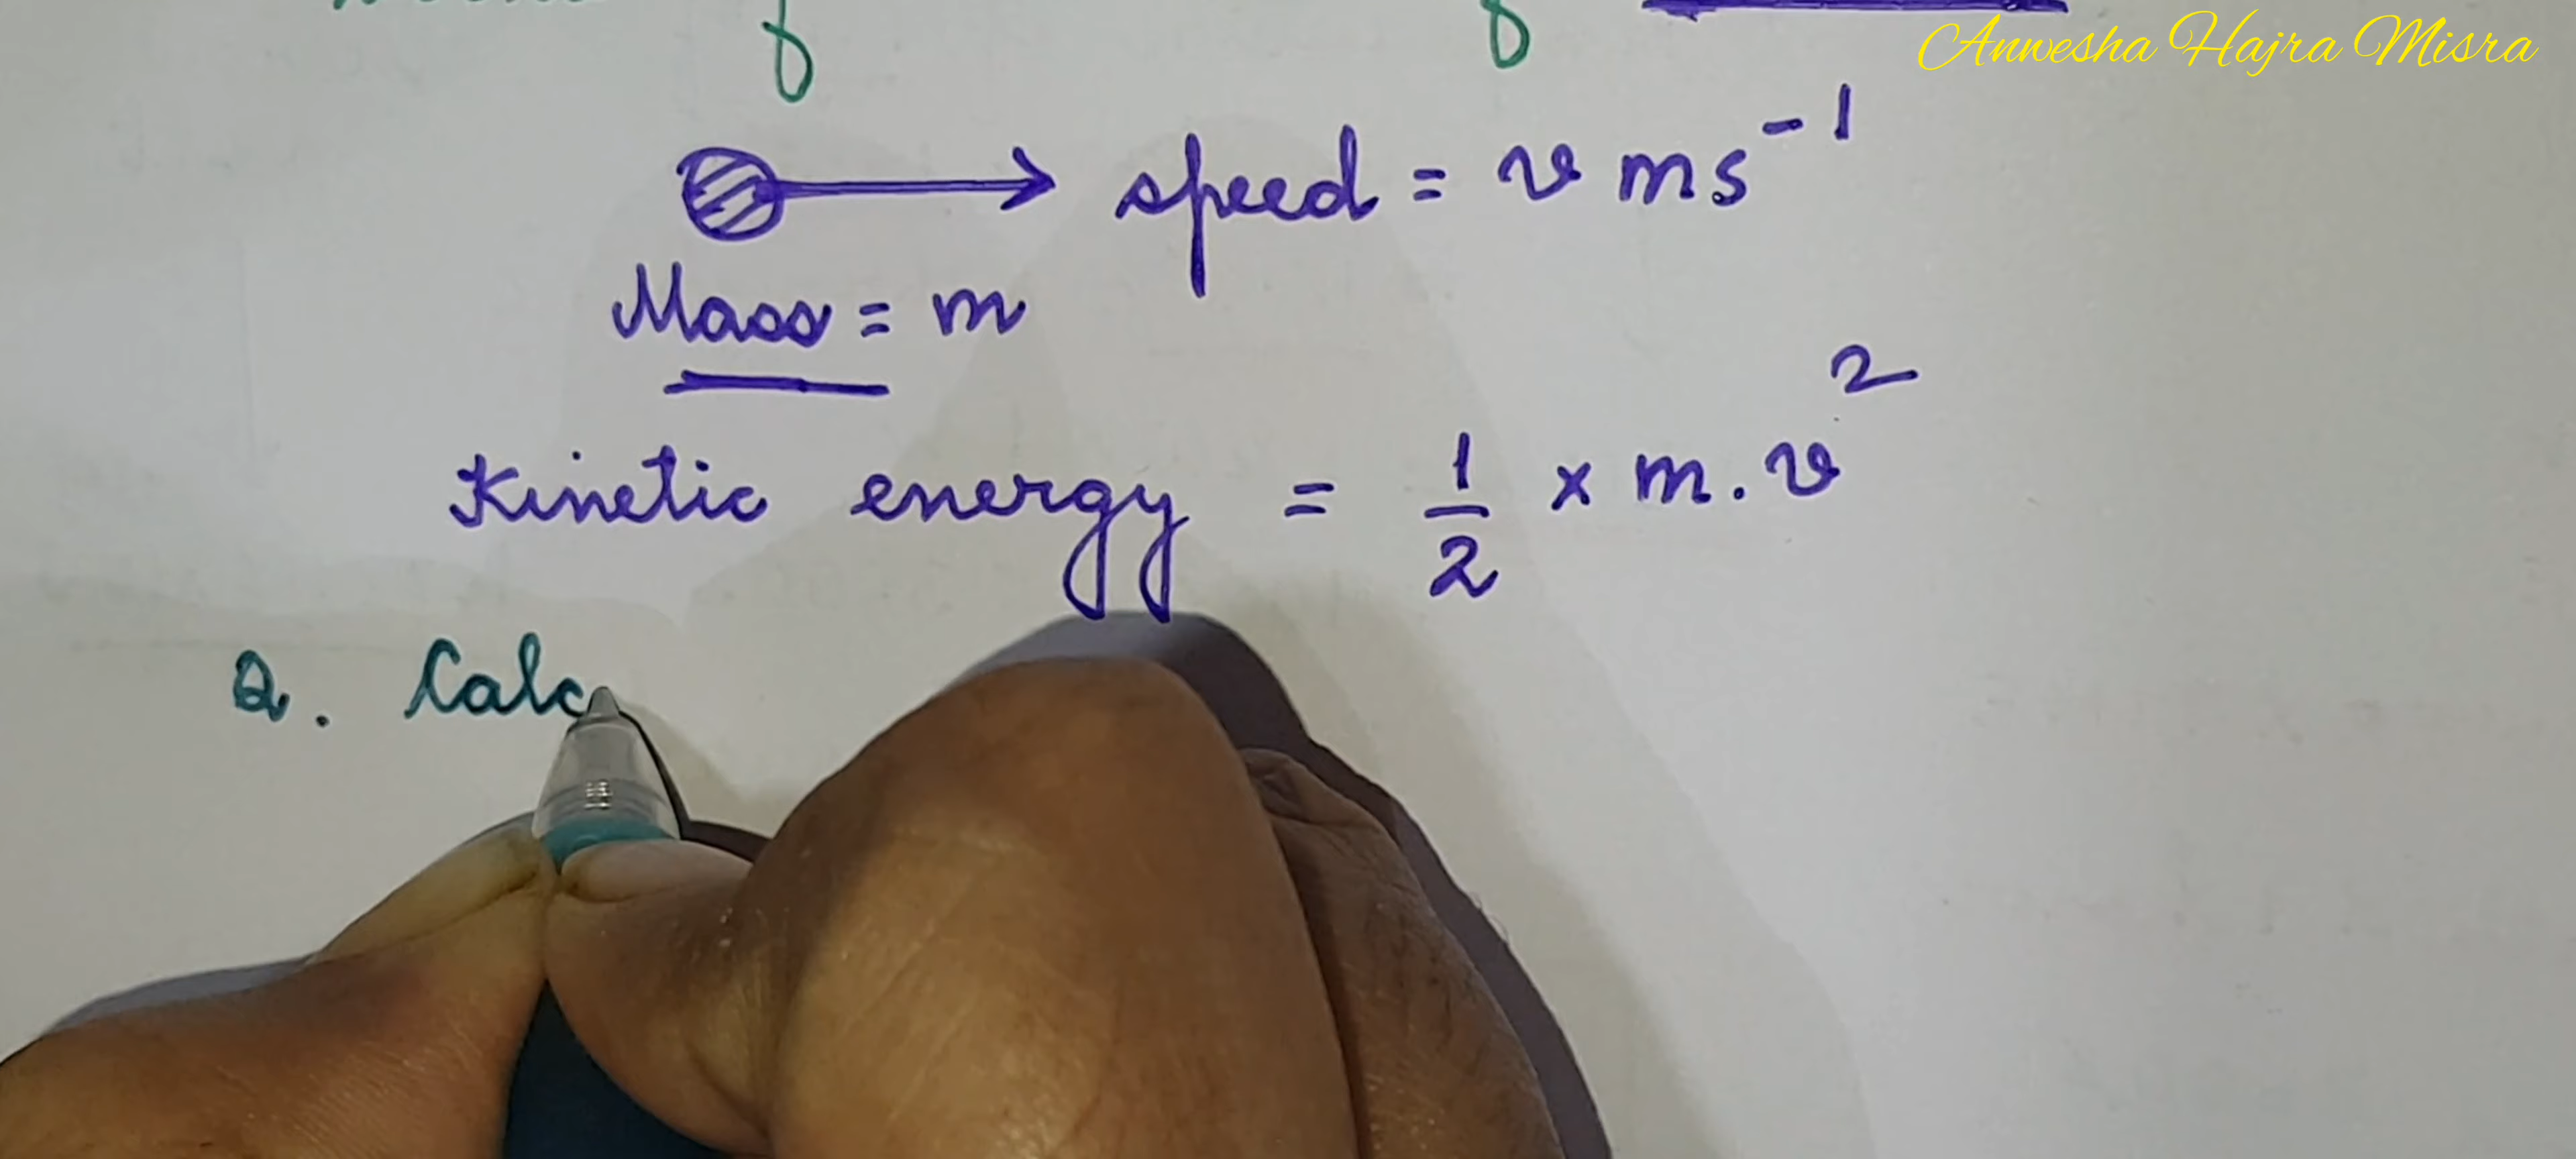 Anwesha Hajra Misra
speed = v ms⁻¹
Mass = m
Kinetic energy = 1/2 × m.v²
Q. Calc